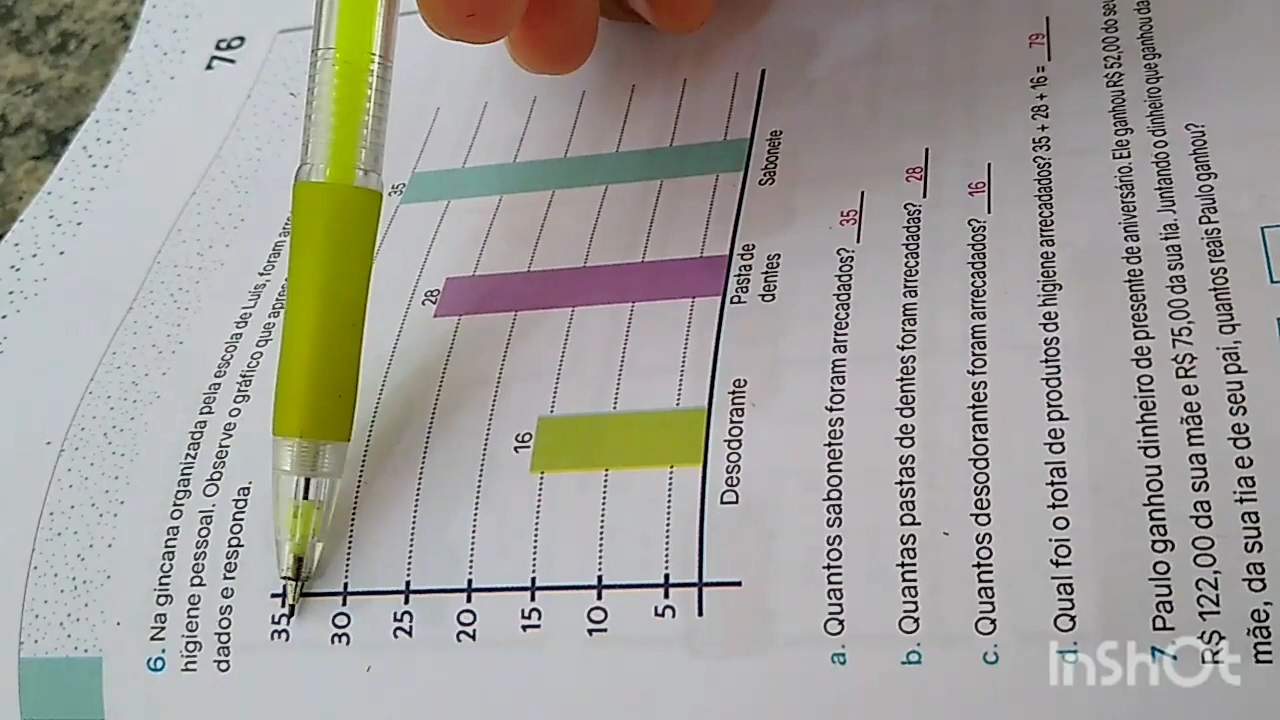 76
6. Na gincana organizada pela escola de Luís, foram
higiene pessoal. Observe o gráfico que
dados e responda.
35
30
25
20
15
10
5
16
28
35
Desodorante
Pasta de
dentes
Sabonete
a. Quantos sabonetes foram arrecadados? 35
b. Quantas pastas de dentes foram arrecadadas? 28
c. Quantos desodorantes foram arrecadados? 16
d. Qual foi o total de produtos de higiene arrecadados? 35 + 28 + 16 = 79
7. Paulo ganhou dinheiro de presente de aniversário. Ele ganhou R$ 52,00 do seu
R$ 122,00 da sua mãe e R$ 75,00 da sua tia. Juntando o dinheiro que ganhou da
mãe, da sua tia e de seu pai, quantos reais Paulo ganhou?
InShOt